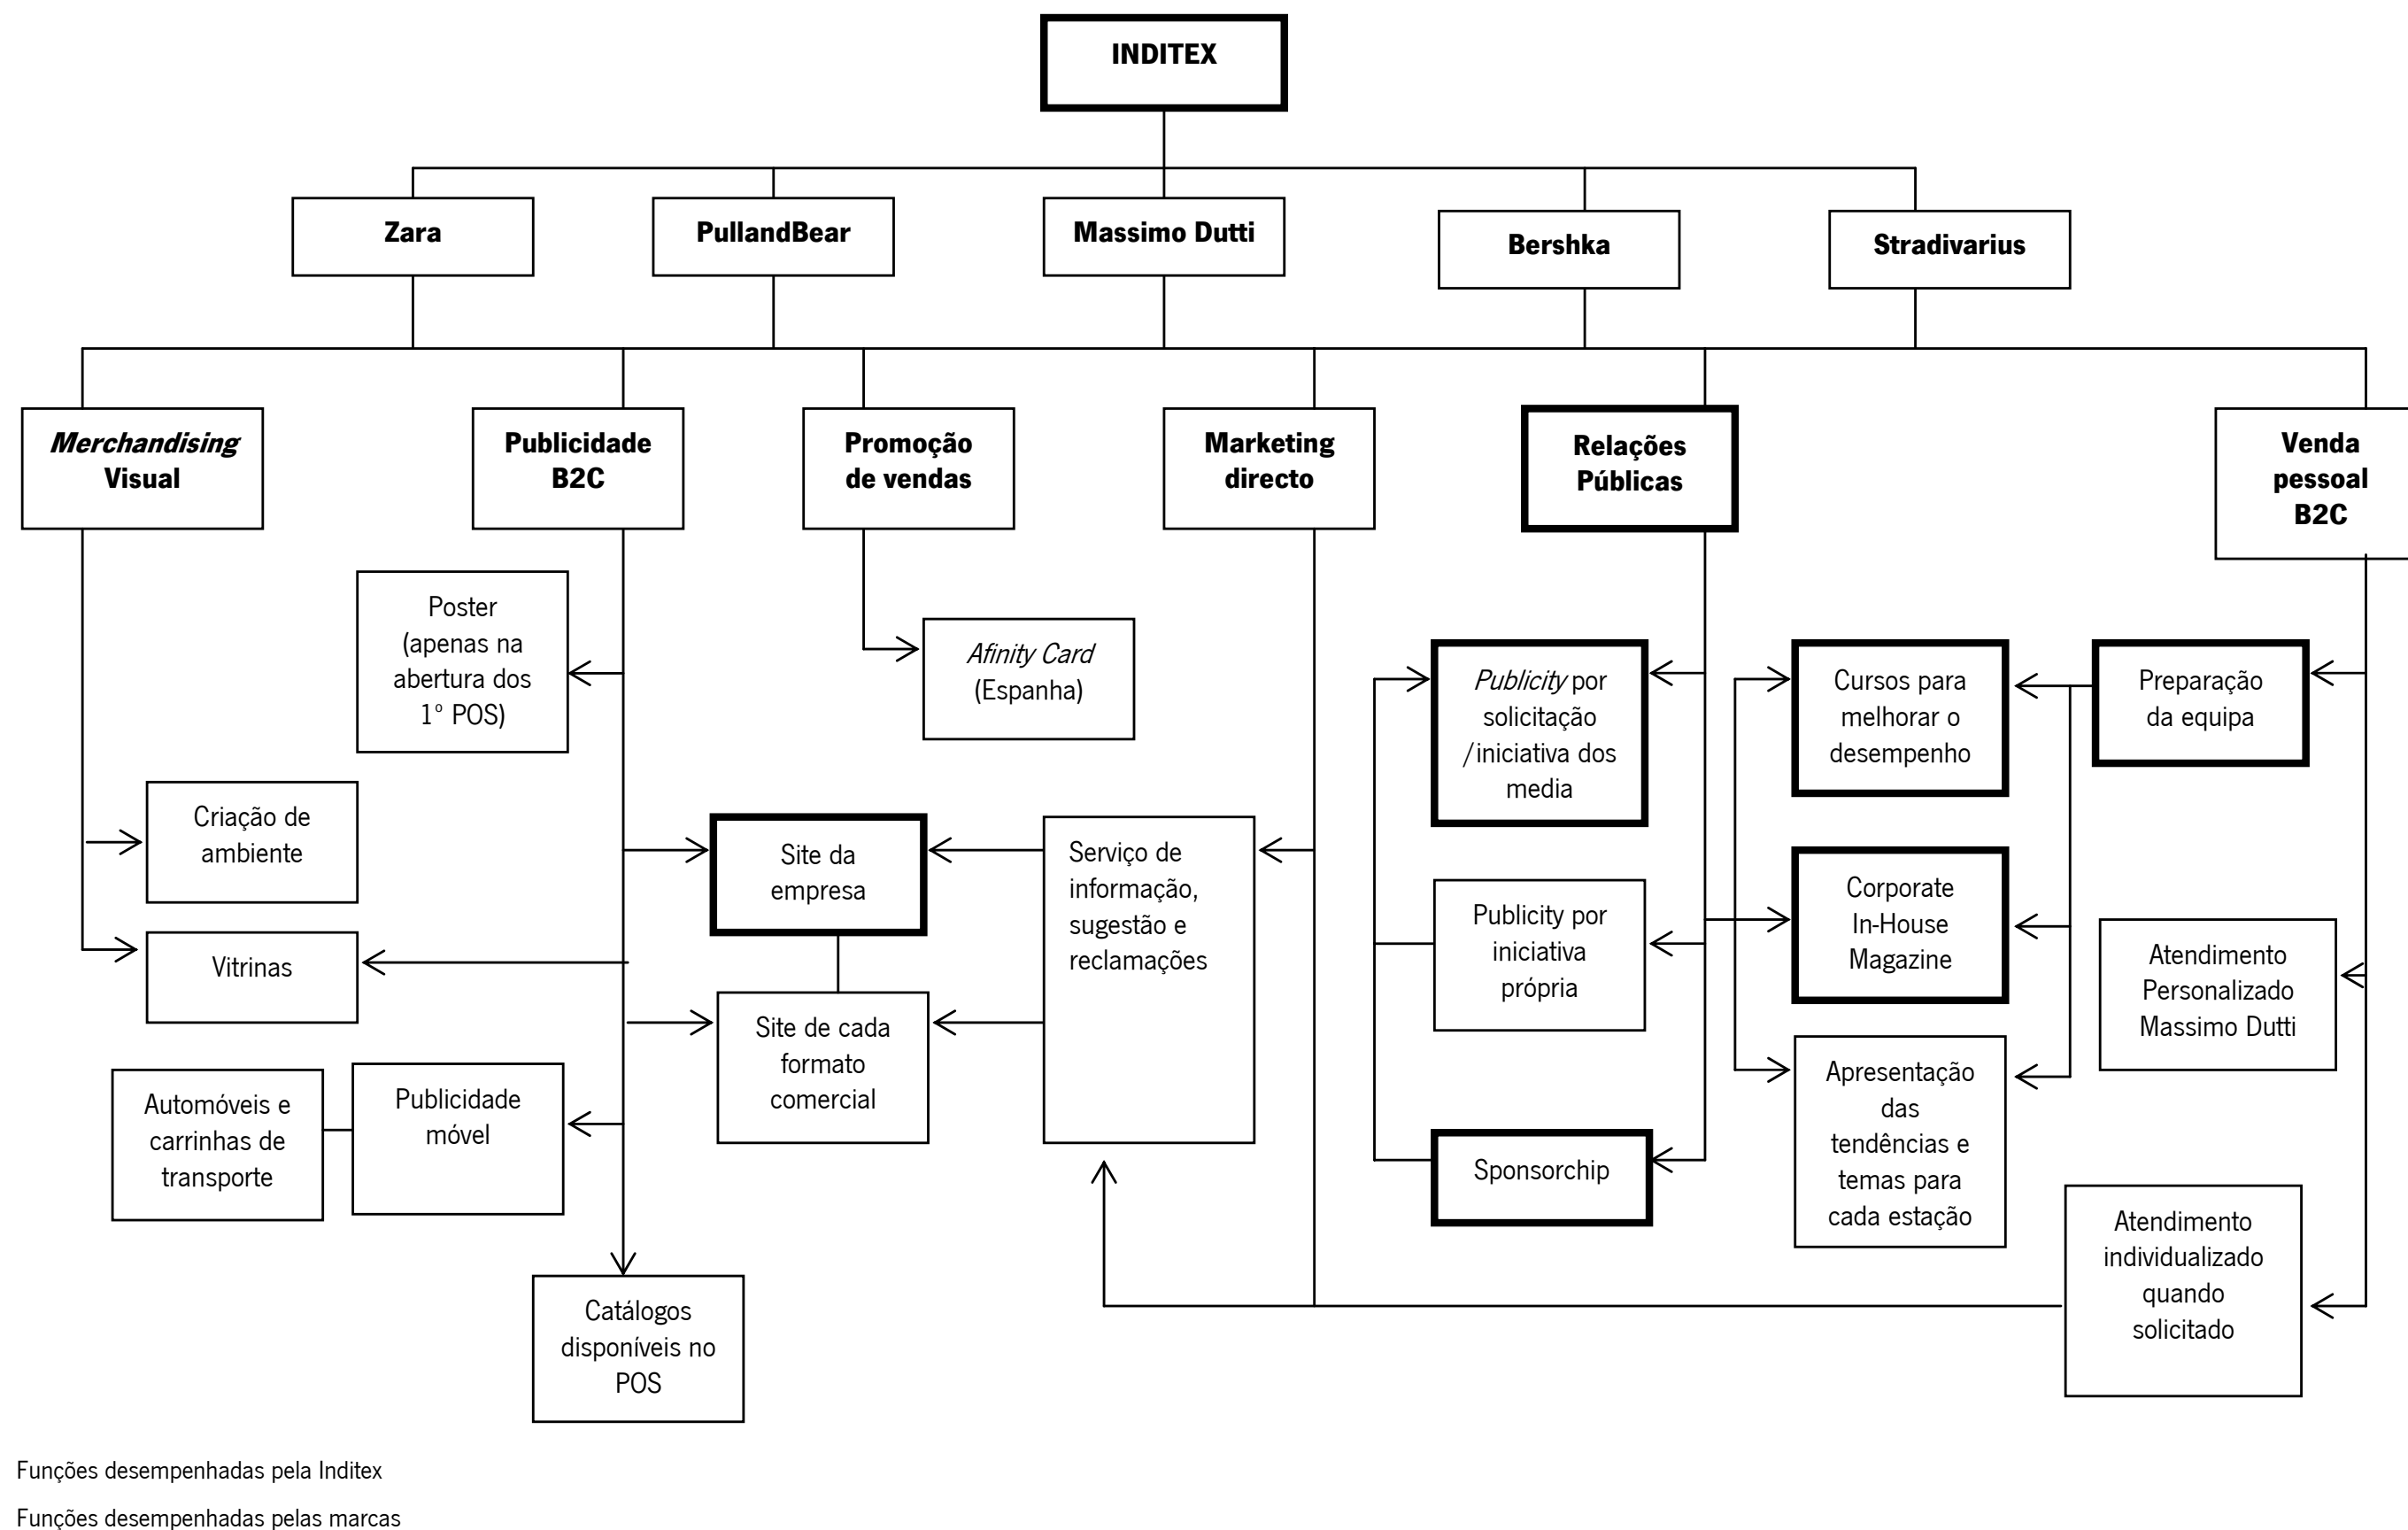 INDITEX
Zara
PullandBear
Massimo Dutti
Bershka
Stradivarius
Merchandising
Visual
Publicidade
B2C
Promoção
de vendas
Marketing
directo
Relações
Públicas
Venda
pessoal
B2C
Poster
(apenas na
abertura dos
1º POS)
Afinity Card
(Espanha)
Publicity por
solicitação
/iniciativa dos
media
Cursos para
melhorar o
desempenho
Preparação
da equipa
Criação de
ambiente
Site da
empresa
Serviço de
informação,
sugestão e
reclamações
Publicity por
iniciativa
própria
Corporate
In-House
Magazine
Atendimento
Personalizado
Massimo Dutti
Vitrinas
Site de cada
formato
comercial
Automóveis e
carrinhas de
transporte
Publicidade
móvel
Sponsorchip
Apresentação
das
tendências e
temas para
cada estação
Atendimento
individualizado
quando
solicitado
Catálogos
disponíveis no
POS
Funções desempenhadas pela Inditex
Funções desempenhadas pelas marcas